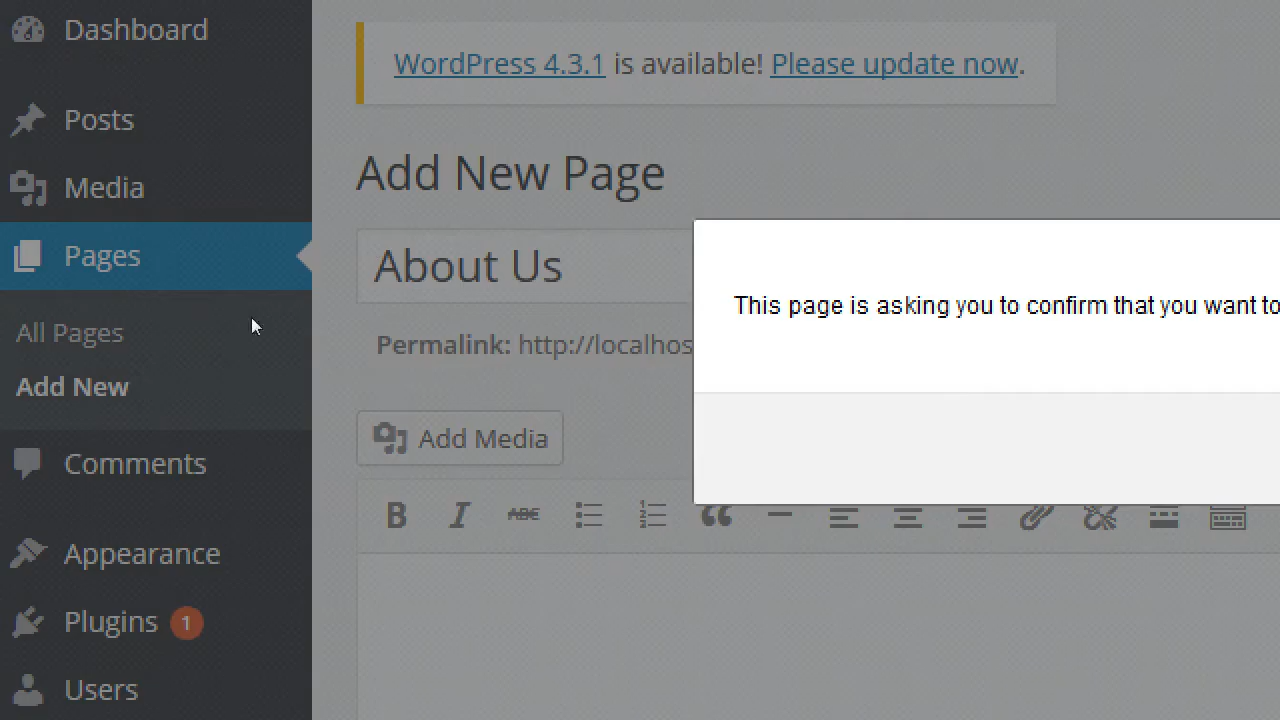 Dashboard
WordPress 4.3.1 is available! Please update now.
Posts
Add New Page
Media
Pages
About Us
This page is asking you to confirm that you want to
All Pages
Permalink: http://localhos
Add New
Add Media
Comments
B I ABC
Appearance
Plugins 1
Users